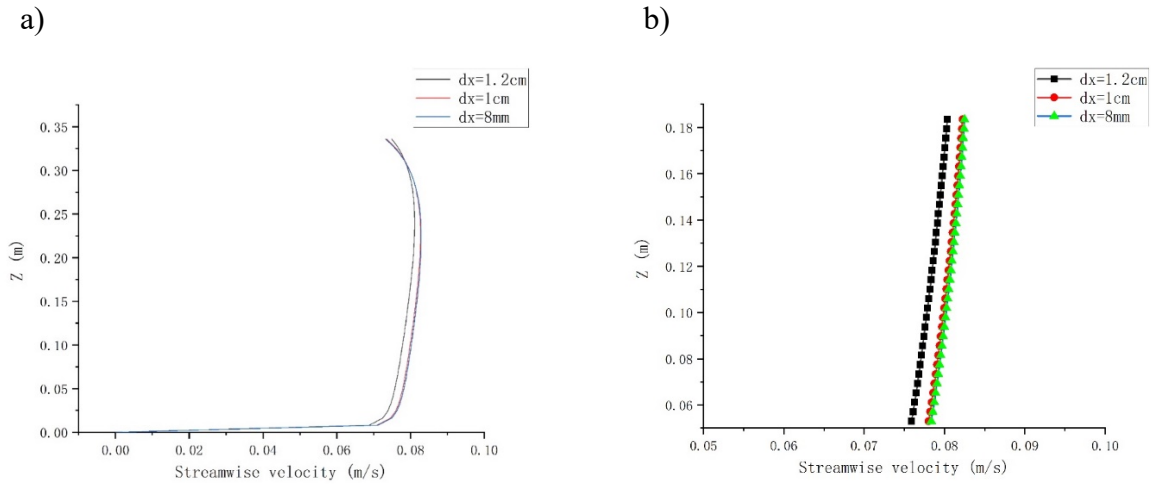 a)
dx=1.2cm
dx=1cm
dx=8mm
0.35
0.30
0.25
0.20
0.15
0.10
0.05
0.00
Z (m)
0.00 0.02 0.04 0.06 0.08 0.10
Streamwise velocity (m/s)
b)
dx=1.2cm
dx=1cm
dx=8mm
0.18
0.16
0.14
0.12
0.10
0.08
0.06
Z (m)
0.05 0.06 0.07 0.08 0.09 0.10
Streamwise velocity (m/s)